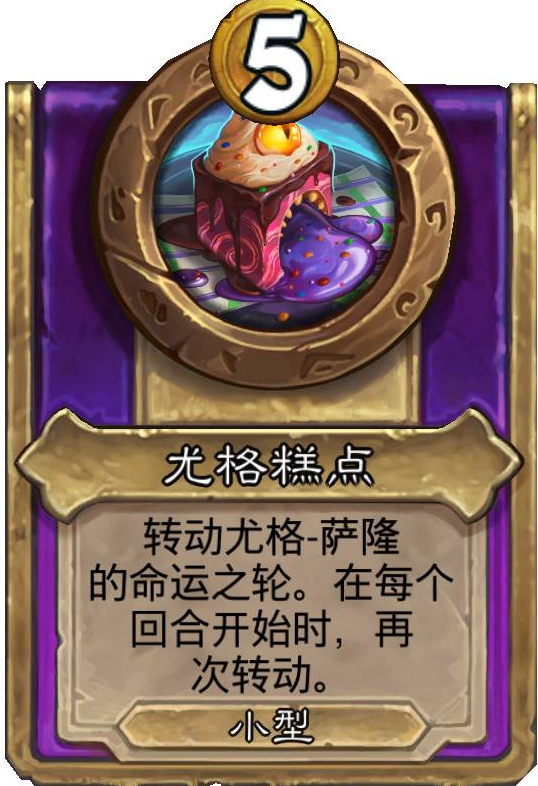 5
尤格糕点
转动尤格-萨隆
的命运之轮。在每个
回合开始时，再
次转动。
小型